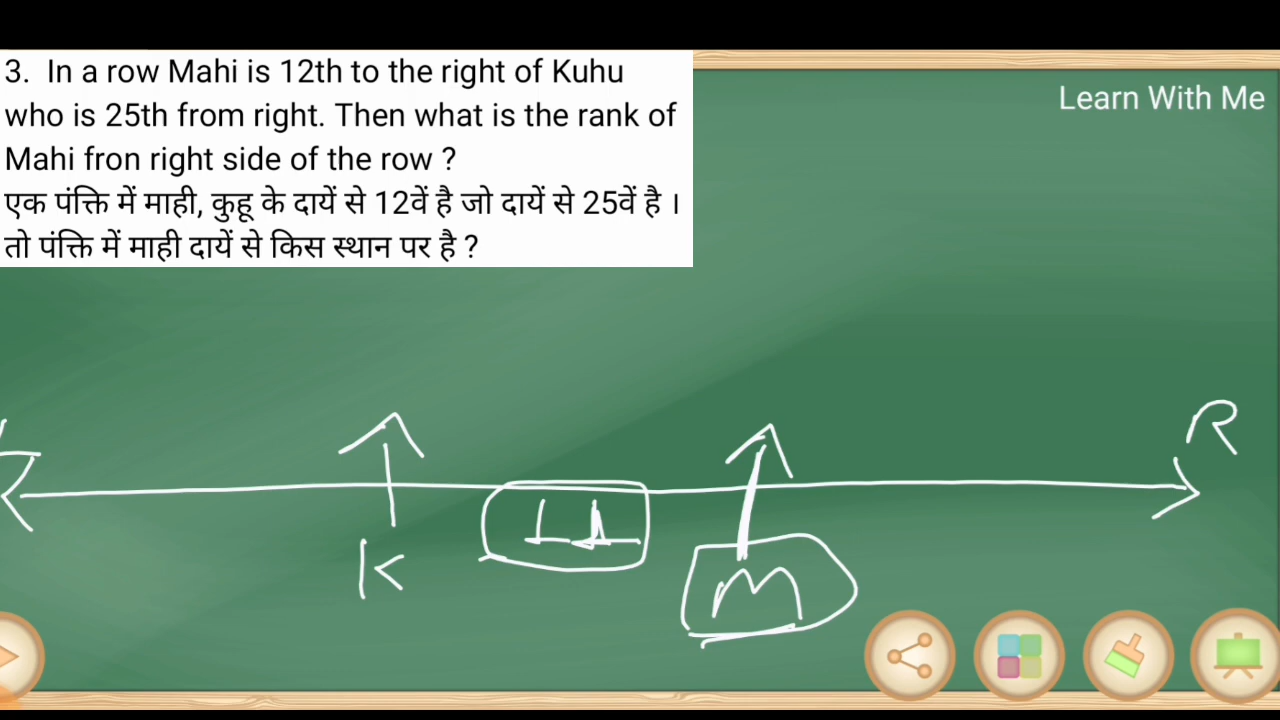 3. In a row Mahi is 12th to the right of Kuhu
who is 25th from right. Then what is the rank of
Mahi fron right side of the row ?
एक पंक्ति में माही, कुहू के दायें से 12वें है जो दायें से 25वें है ।
तो पंक्ति में माही दायें से किस स्थान पर है ?
Learn With Me
R
K
11
M